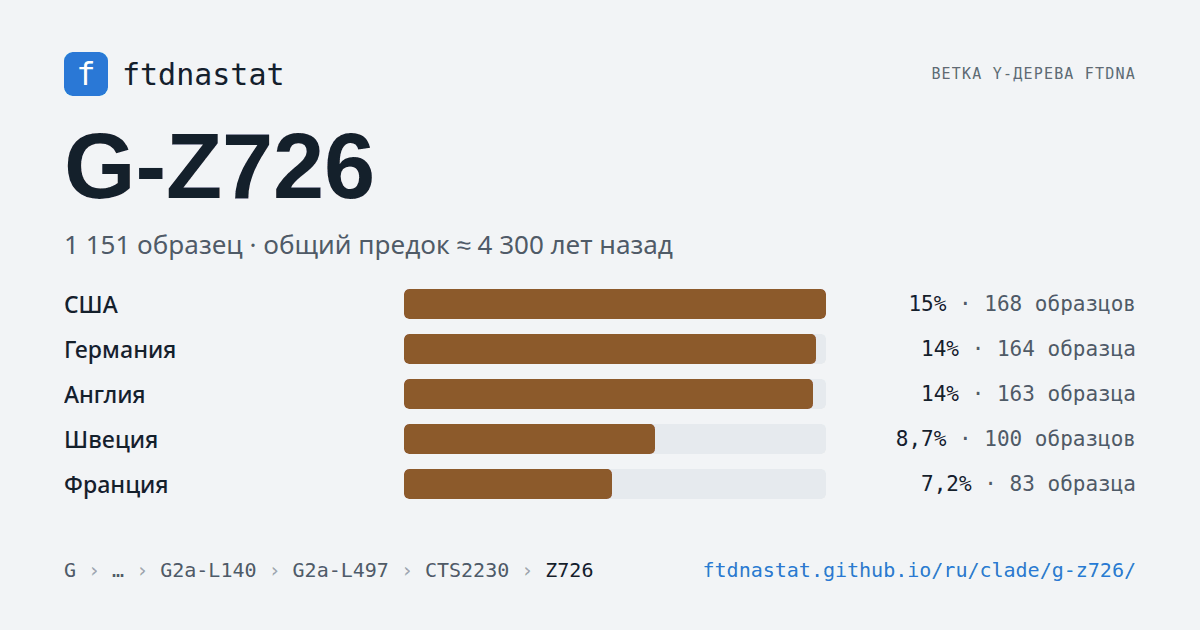 f ftdnastat
ВЕТКА Y-ДЕРЕВА FTDNA
G-Z726
1 151 образец · общий предок ≈ 4 300 лет назад
США 15% · 168 образцов
Германия 14% · 164 образца
Англия 14% · 163 образца
Швеция 8,7% · 100 образцов
Франция 7,2% · 83 образца
G › … › G2a-L140 › G2a-L497 › CTS2230 › Z726
ftdnastat.github.io/ru/clade/g-z726/